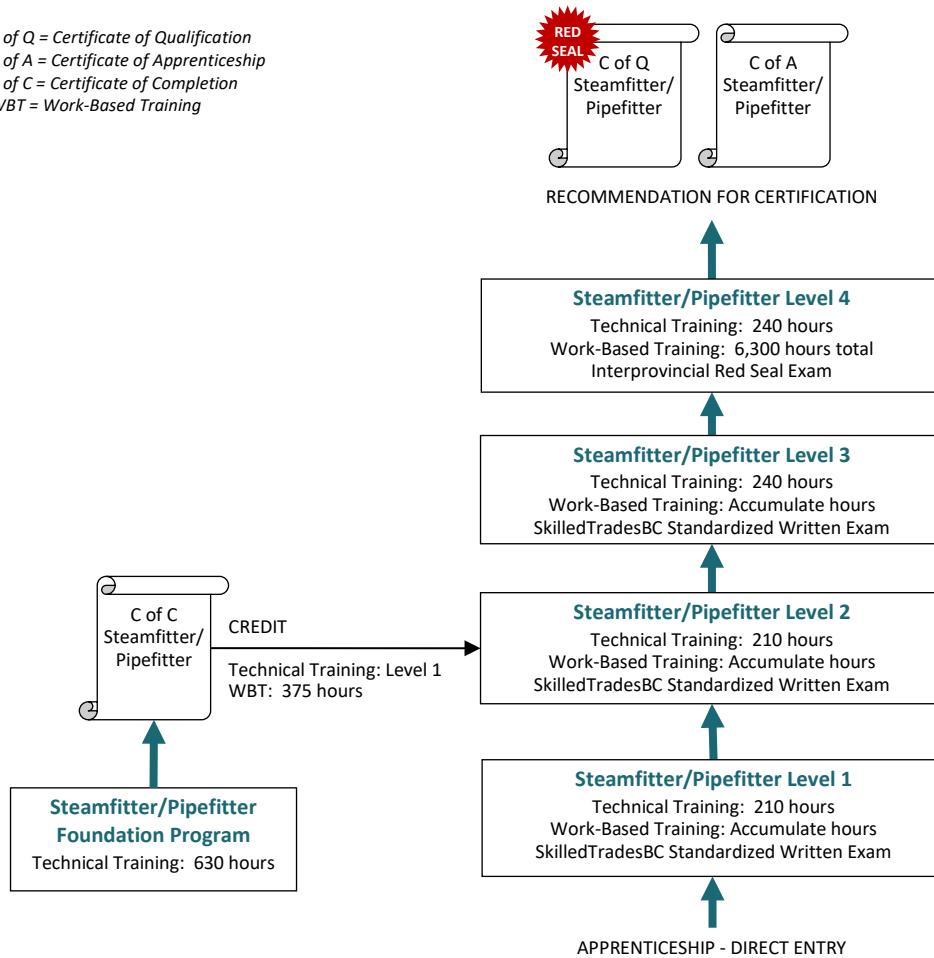 of Q = Certificate of Qualification
of A = Certificate of Apprenticeship
of C = Certificate of Completion
WBT = Work-Based Training
RED
SEAL
C of Q
Steamfitter/
Pipefitter
C of A
Steamfitter/
Pipefitter
RECOMMENDATION FOR CERTIFICATION
Steamfitter/Pipefitter Level 4
Technical Training: 240 hours
Work-Based Training: 6,300 hours total
Interprovincial Red Seal Exam
Steamfitter/Pipefitter Level 3
Technical Training: 240 hours
Work-Based Training: Accumulate hours
SkilledTradesBC Standardized Written Exam
C of C
Steamfitter/
Pipefitter
CREDIT
Technical Training: Level 1
WBT: 375 hours
Steamfitter/Pipefitter Level 2
Technical Training: 210 hours
Work-Based Training: Accumulate hours
SkilledTradesBC Standardized Written Exam
Steamfitter/Pipefitter
Foundation Program
Technical Training: 630 hours
Steamfitter/Pipefitter Level 1
Technical Training: 210 hours
Work-Based Training: Accumulate hours
SkilledTradesBC Standardized Written Exam
APPRENTICESHIP - DIRECT ENTRY